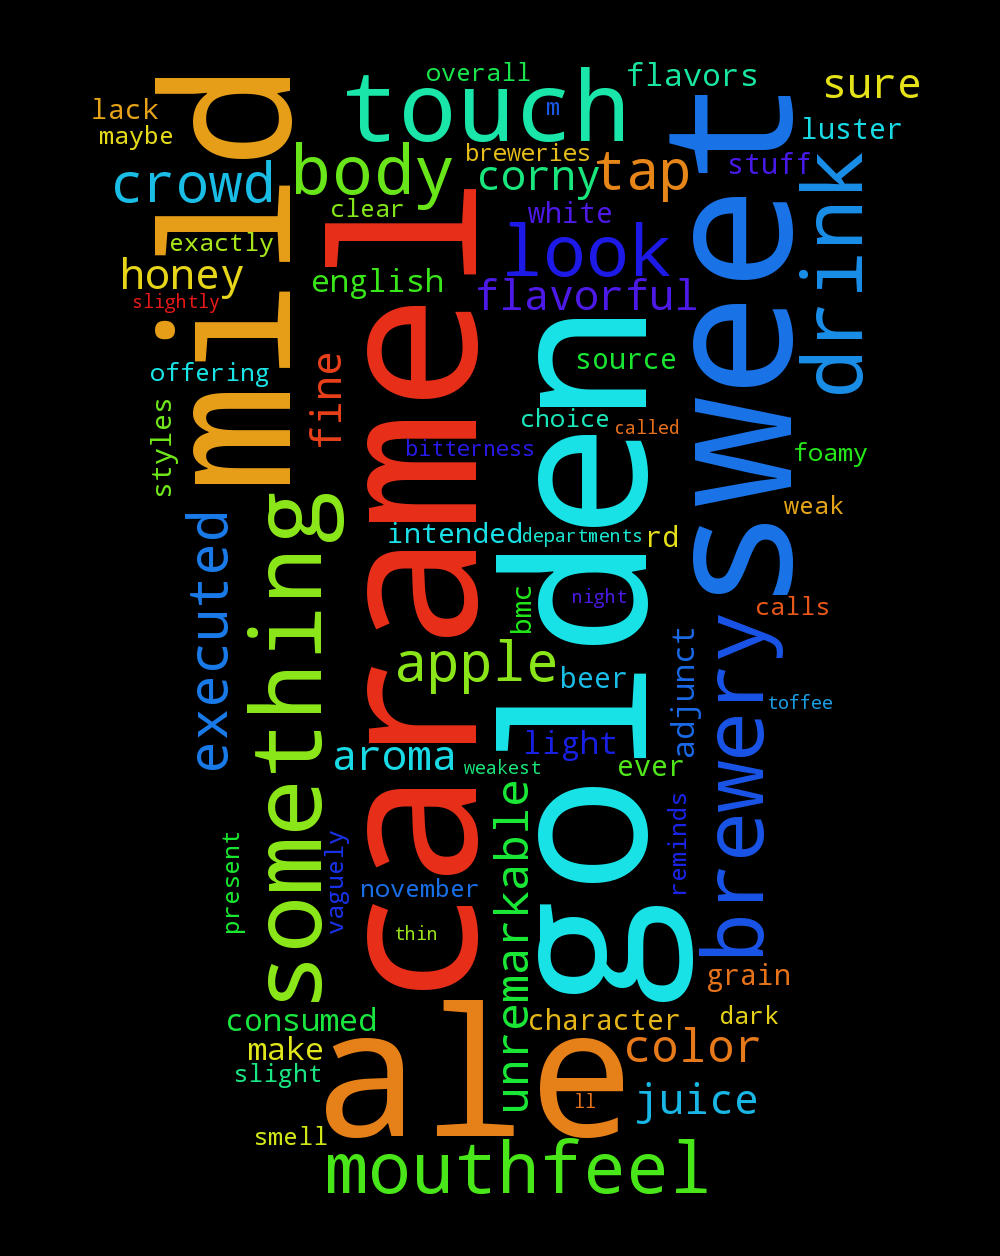 overall
flavors
touch
m
sure
lack
maybe
luster
mild
sweet
breweries
stuff
body
tap
corny
crowd
drink
clear
white
caramel
exactly
look
honey
english
flavorful
slightly
golden
source
offering
fine
styles
choice
called
bitterness
foamy
something
weak
executed
intended
departments
rd
bmc
night
calls
brewery
apple
adjunct
beer
toffee
aroma
light
weakest
ever
unremarkable
reminds
present
vaguely
november
thin
grain
ale
consumed
character
dark
make
color
slight
ll
juice
smell
mouthfeel